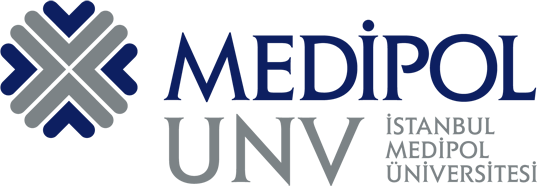 MEDİPOL
UNV
İSTANBUL
MEDİPOL
ÜNİVERSİTESİ